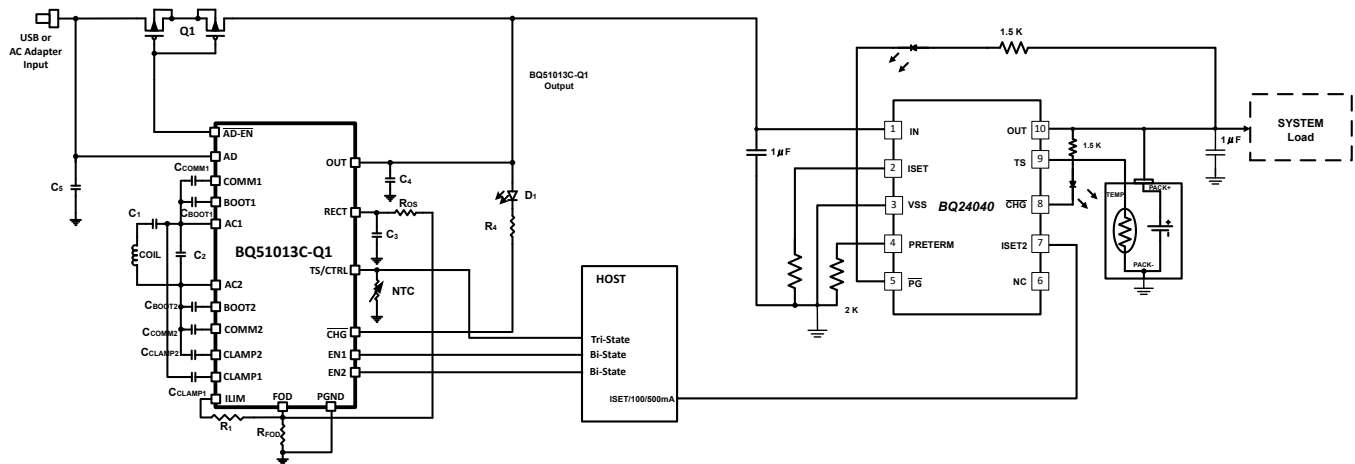 USB or
AC Adapter
Input
Q1
BQ51013C-Q1
Output
1.5 K
C5
AD-EN
AD
CCOMM1
COMM1
BOOT1
CBOOT1
C1
AC1
COIL
C2
BQ51013C-Q1
AC2
CBOOT2
BOOT2
CCOMM2
COMM2
CCLAMP2
CLAMP2
CLAMP1
CCLAMP1
ILIM
FOD
PGND
R1
RFOD
OUT
C4
D1
RECT
ROS
C3
R4
TS/CTRL
NTC
CHG
EN1
EN2
HOST
Tri-State
Bi-State
Bi-State
ISET/100/500mA
1 µF
1
IN
2
ISET
3
VSS
4
PRETERM
5
PG
2 K
BQ24040
OUT
10
TS
9
CHG
8
ISET2
7
NC
6
1.5 K
TEMP
PACK+
PACK-
1 µF
SYSTEM
Load